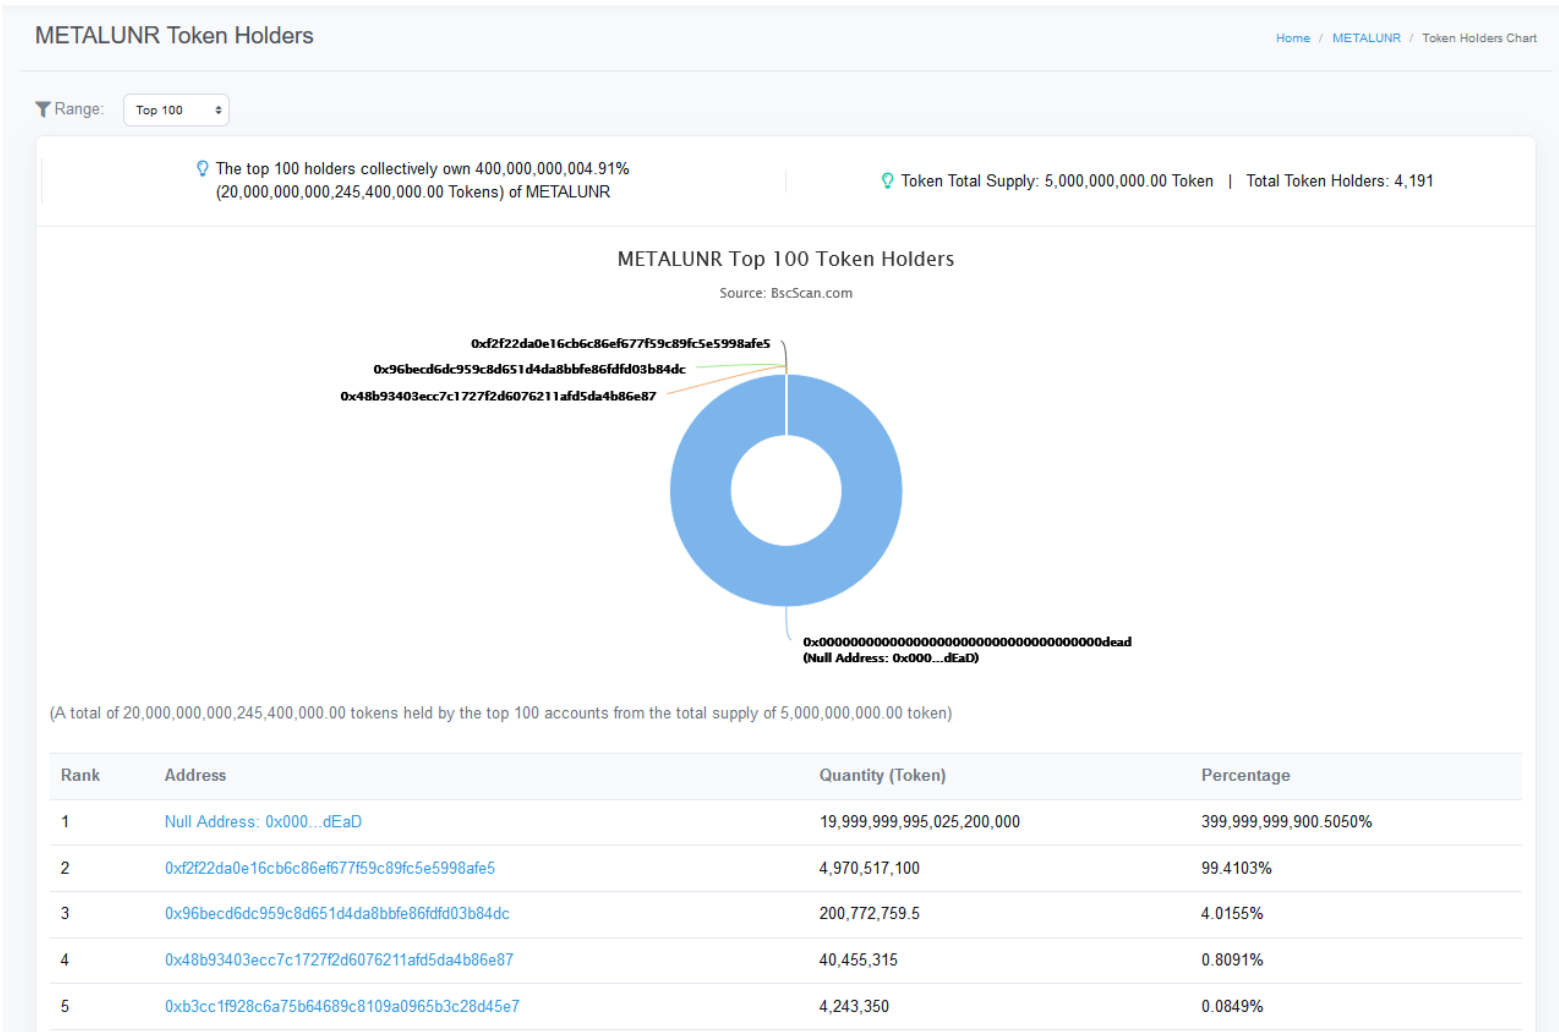 METALUNR Token Holders
Home / METALUNR / Token Holders Chart
Range: Top 100
The top 100 holders collectively own 400,000,000,004.91%
(20,000,000,000,245,400,000.00 Tokens) of METALUNR
Token Total Supply: 5,000,000,000.00 Token | Total Token Holders: 4,191
METALUNR Top 100 Token Holders
Source: BscScan.com
0xf2f22da0e16cb6c86ef677f59c89fc5e5998afe5
0x96becd6dc959c8d651d4da8bbfe86fdfd03b84dc
0x48b93403ecc7c1727f2d6076211afd5da4b86e87
0x000000000000000000000000000000000000dead
(Null Address: 0x000...dEaD)
(A total of 20,000,000,000,245,400,000.00 tokens held by the top 100 accounts from the total supply of 5,000,000,000.00 token)
Rank Address Quantity (Token) Percentage
1 Null Address: 0x000...dEaD 19,999,999,995,025,200,000 399,999,999,900.5050%
2 0xf2f22da0e16cb6c86ef677f59c89fc5e5998afe5 4,970,517,100 99.4103%
3 0x96becd6dc959c8d651d4da8bbfe86fdfd03b84dc 200,772,759.5 4.0155%
4 0x48b93403ecc7c1727f2d6076211afd5da4b86e87 40,455,315 0.8091%
5 0xb3cc1f928c6a75b64689c8109a0965b3c28d45e7 4,243,350 0.0849%